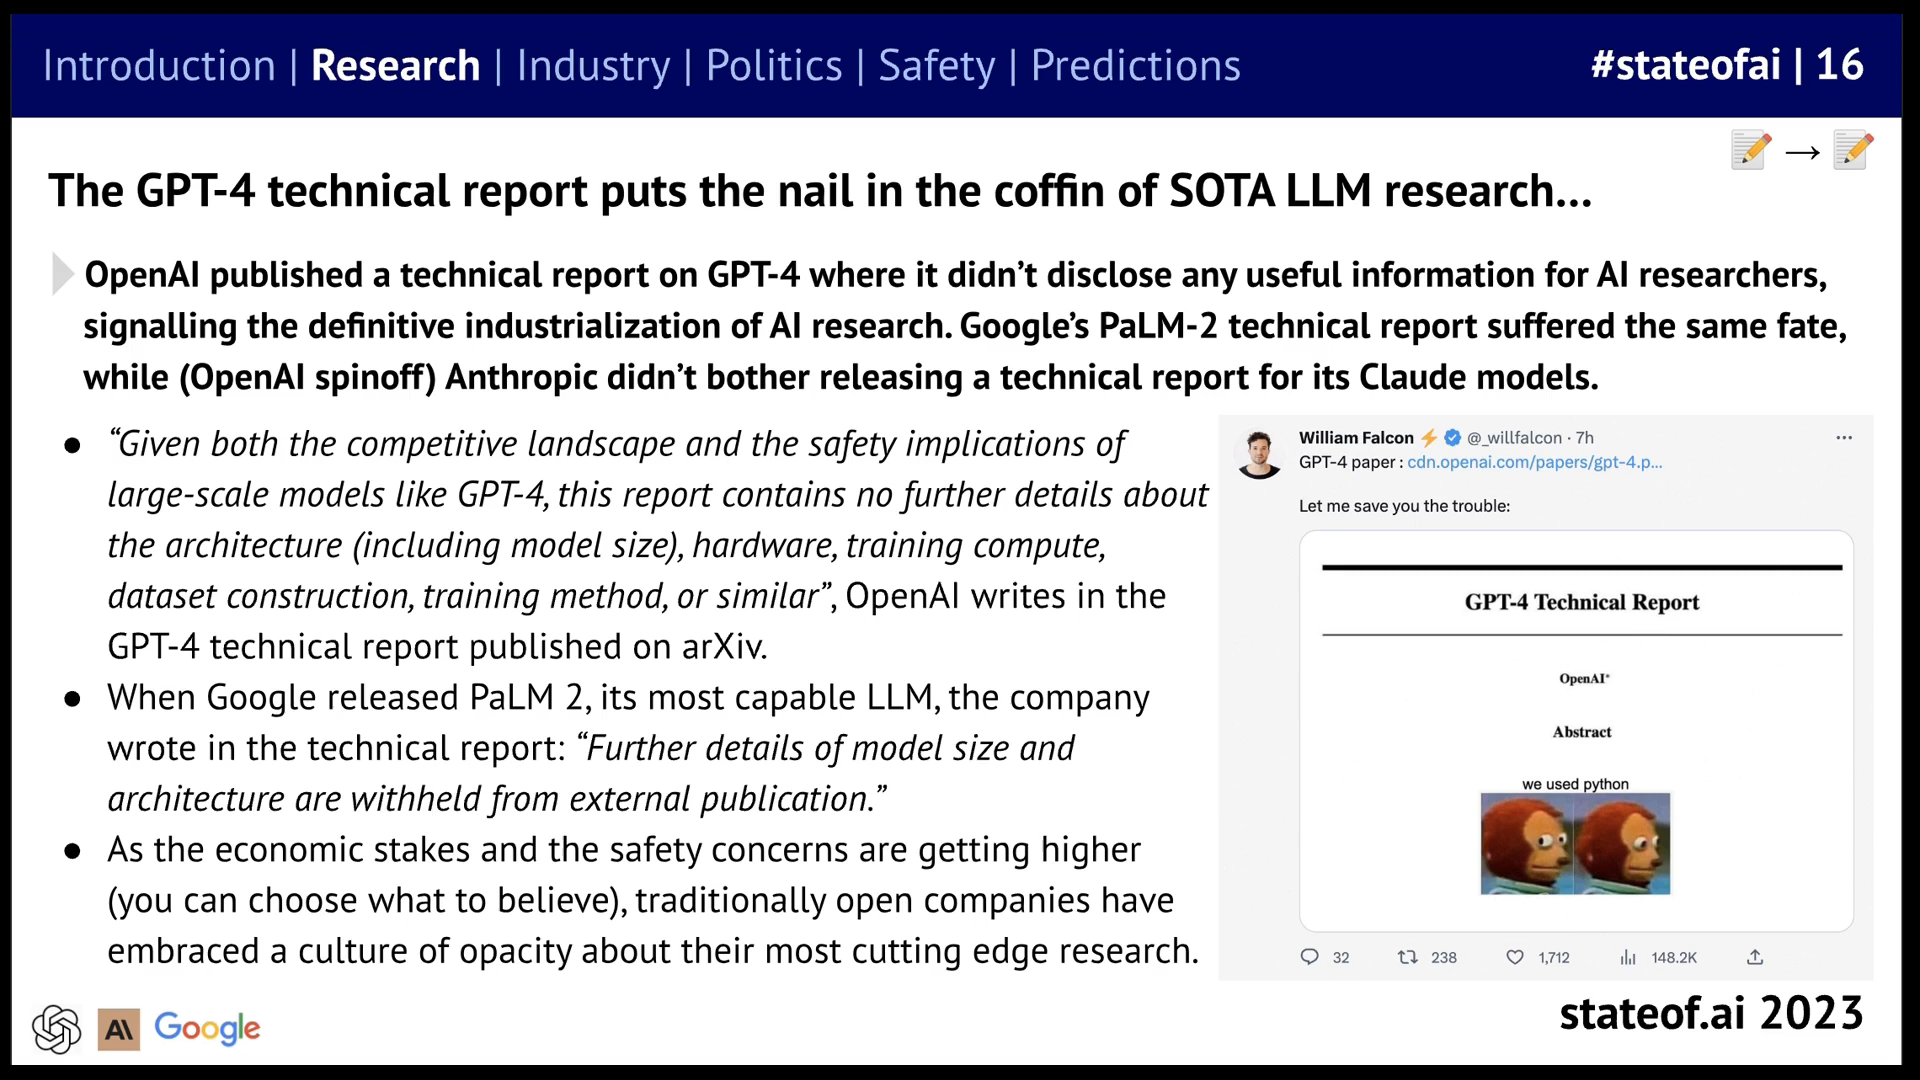 Introduction | Research | Industry | Politics | Safety | Predictions
#stateofai | 16
The GPT-4 technical report puts the nail in the coffin of SOTA LLM research...
OpenAI published a technical report on GPT-4 where it didn’t disclose any useful information for AI researchers,
signalling the definitive industrialization of AI research. Google’s PaLM-2 technical report suffered the same fate,
while (OpenAI spinoff) Anthropic didn’t bother releasing a technical report for its Claude models.
● “Given both the competitive landscape and the safety implications of
large-scale models like GPT-4, this report contains no further details about
the architecture (including model size), hardware, training compute,
dataset construction, training method, or similar”, OpenAI writes in the
GPT-4 technical report published on arXiv.
● When Google released PaLM 2, its most capable LLM, the company
wrote in the technical report: “Further details of model size and
architecture are withheld from external publication.”
● As the economic stakes and the safety concerns are getting higher
(you can choose what to believe), traditionally open companies have
embraced a culture of opacity about their most cutting edge research.
William Falcon ⚡ @_willfalcon · 7h
GPT-4 paper : cdn.openai.com/papers/gpt-4.p...
Let me save you the trouble:
GPT-4 Technical Report
OpenAI*
Abstract
we used python
32 238 1,712 148.2K
AI Google
stateof.ai 2023